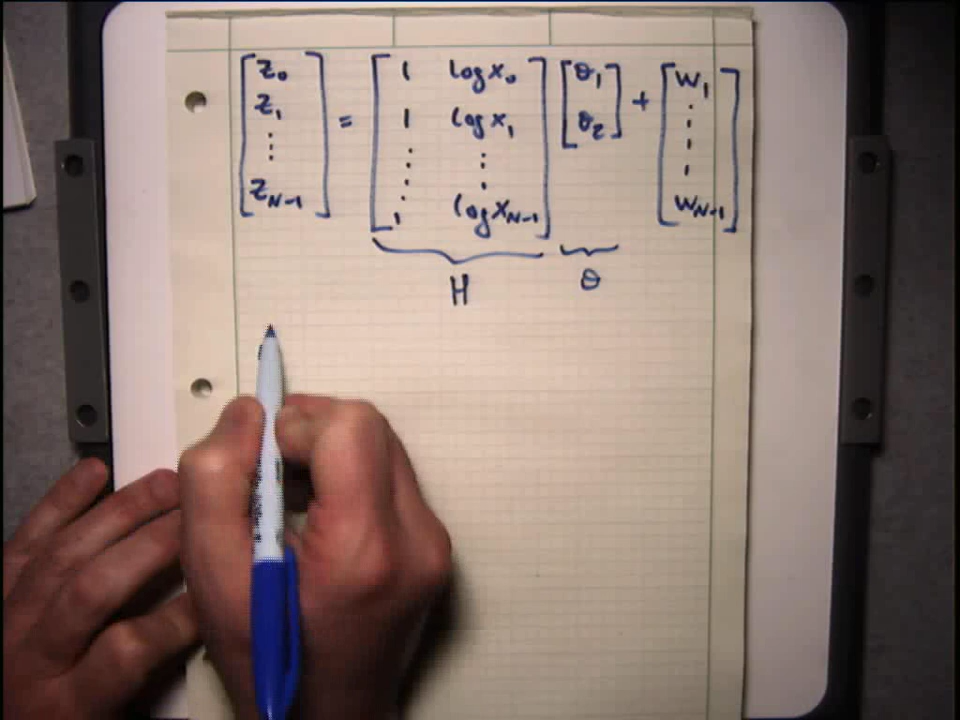 [z₀ z₁ ⋮ z_{N-1}] = [1 log x₀ 1 log x₁ ⋮ ⋮ 1 log x_{N-1}] [θ₁ θ₂] + [w₁ ⋮ w_{N-1}]
H θ